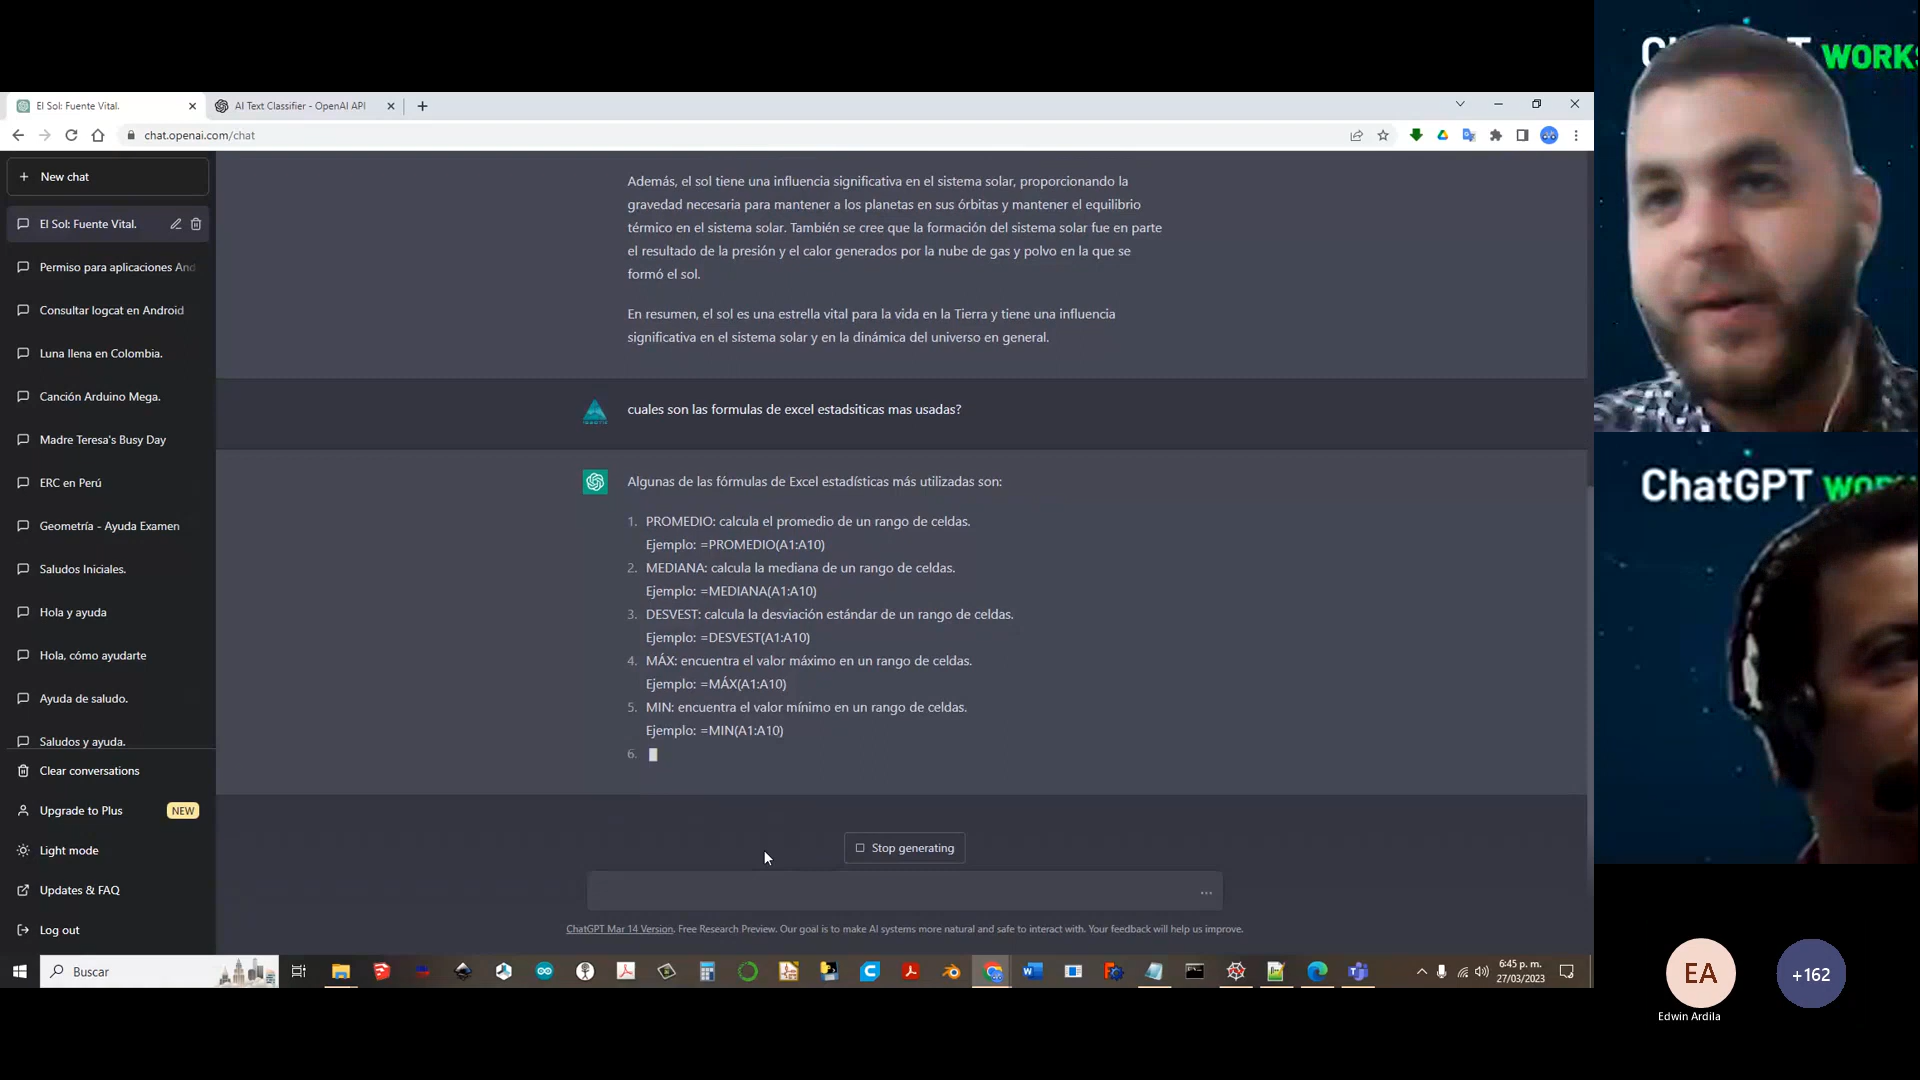 El Sol: Fuente Vital.
AI Text Classifier - OpenAI API
chat.openai.com/chat
New chat
El Sol: Fuente Vital.
Permiso para aplicaciones And
Consultar logcat en Android
Luna llena en Colombia.
Canción Arduino Mega.
Madre Teresa's Busy Day
ERC en Perú
Geometría - Ayuda Examen
Saludos Iniciales.
Hola y ayuda
Hola, cómo ayudarte
Ayuda de saludo.
Saludos y ayuda.
Clear conversations
Upgrade to Plus NEW
Light mode
Updates & FAQ
Log out
Además, el sol tiene una influencia significativa en el sistema solar, proporcionando la
gravedad necesaria para mantener a los planetas en sus órbitas y mantener el equilibrio
térmico en el sistema solar. También se cree que la formación del sistema solar fue en parte
el resultado de la presión y el calor generados por la nube de gas y polvo en la que se
formó el sol.
En resumen, el sol es una estrella vital para la vida en la Tierra y tiene una influencia
significativa en el sistema solar y en la dinámica del universo en general.
cuales son las formulas de excel estadsiticas mas usadas?
Algunas de las fórmulas de Excel estadísticas más utilizadas son:
1. PROMEDIO: calcula el promedio de un rango de celdas.
Ejemplo: =PROMEDIO(A1:A10)
2. MEDIANA: calcula la mediana de un rango de celdas.
Ejemplo: =MEDIANA(A1:A10)
3. DESVEST: calcula la desviación estándar de un rango de celdas.
Ejemplo: =DESVEST(A1:A10)
4. MÁX: encuentra el valor máximo en un rango de celdas.
Ejemplo: =MÁX(A1:A10)
5. MIN: encuentra el valor mínimo en un rango de celdas.
Ejemplo: =MIN(A1:A10)
6.
Stop generating
ChatGPT Mar 14 Version. Free Research Preview. Our goal is to make AI systems more natural and safe to interact with. Your feedback will help us improve.
Buscar
6:45 p. m.
27/03/2023
WORKS
ChatGPT WOR
EA
+162
Edwin Ardila